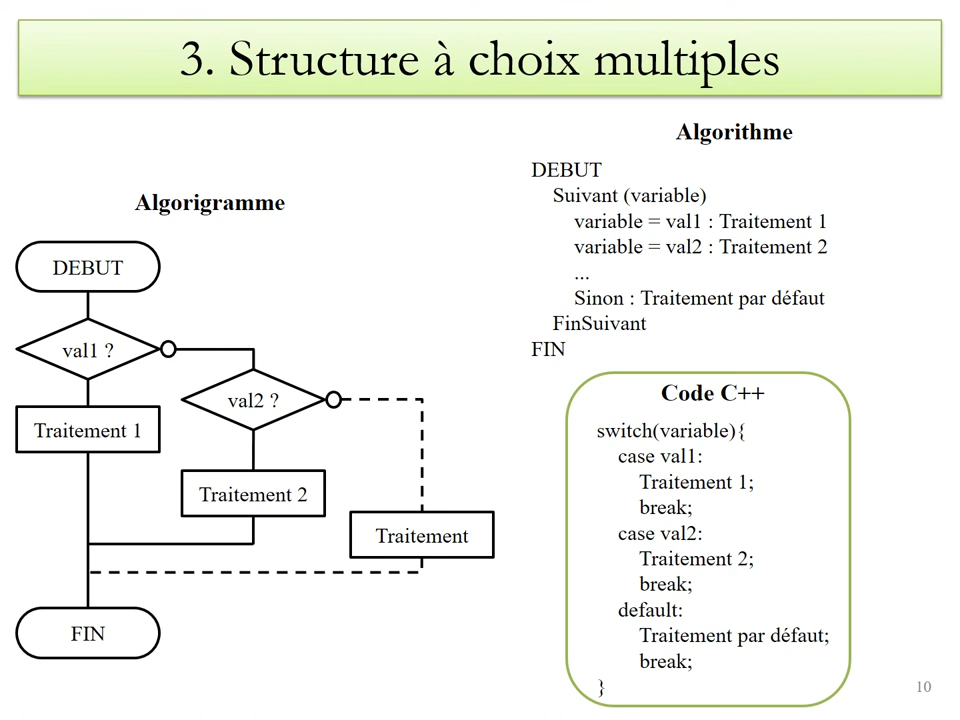 3. Structure à choix multiples
Algorigramme
DEBUT
val1 ?
val2 ?
Traitement 1
Traitement 2
Traitement
FIN
Algorithme
DEBUT
Suivant (variable)
variable = val1 : Traitement 1
variable = val2 : Traitement 2
...
Sinon : Traitement par défaut
FinSuivant
FIN
Code C++
switch(variable){
case val1:
Traitement 1;
break;
case val2:
Traitement 2;
break;
default:
Traitement par défaut;
break;
}
10